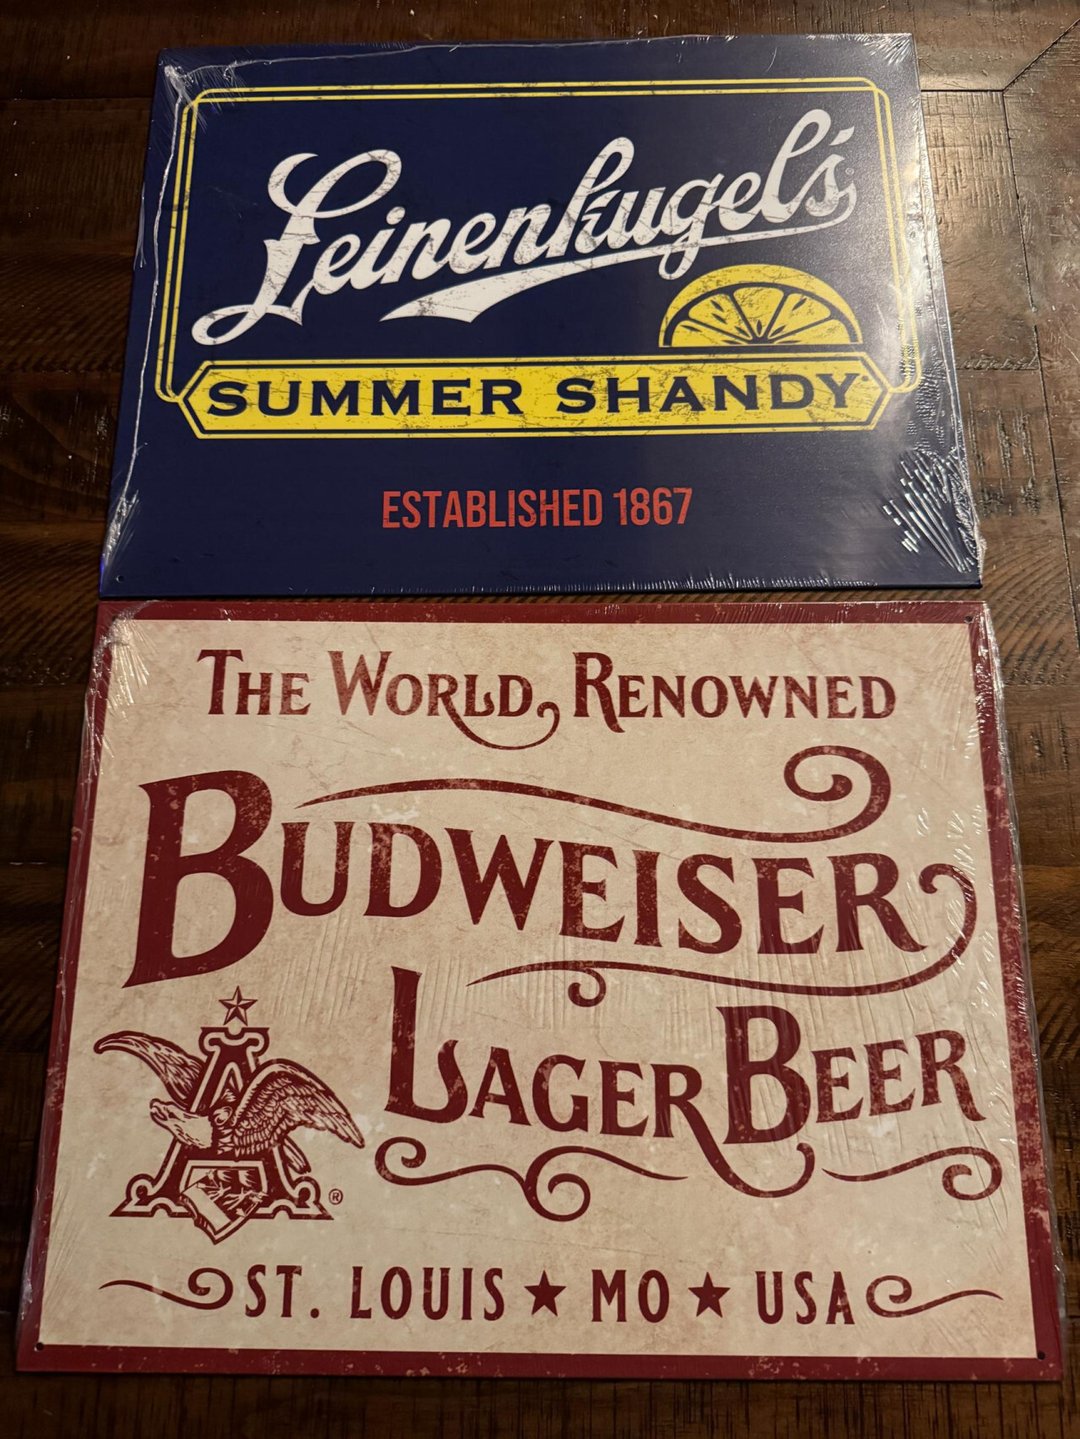 Leinenkugel's
SUMMER SHANDY
ESTABLISHED 1867
THE WORLD RENOWNED
BUDWEISER
LAGER BEER
A
®
ST. LOUIS ★ MO ★ USA